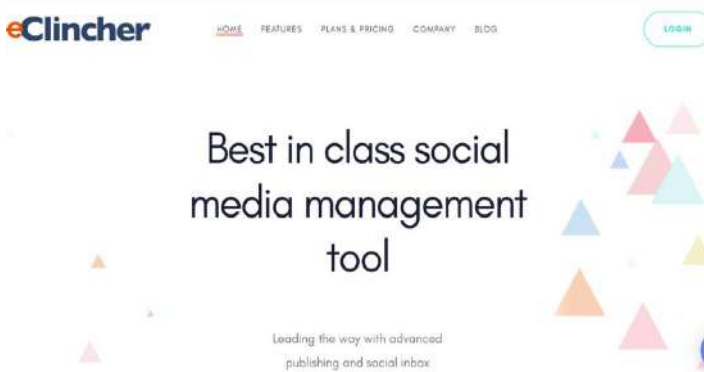 eClincher
HOME FEATURES PLANS & PRICING COMPANY BLOG
LOGIN
Best in class social
media management
tool
Leading the way with advanced
publishing and social inbox